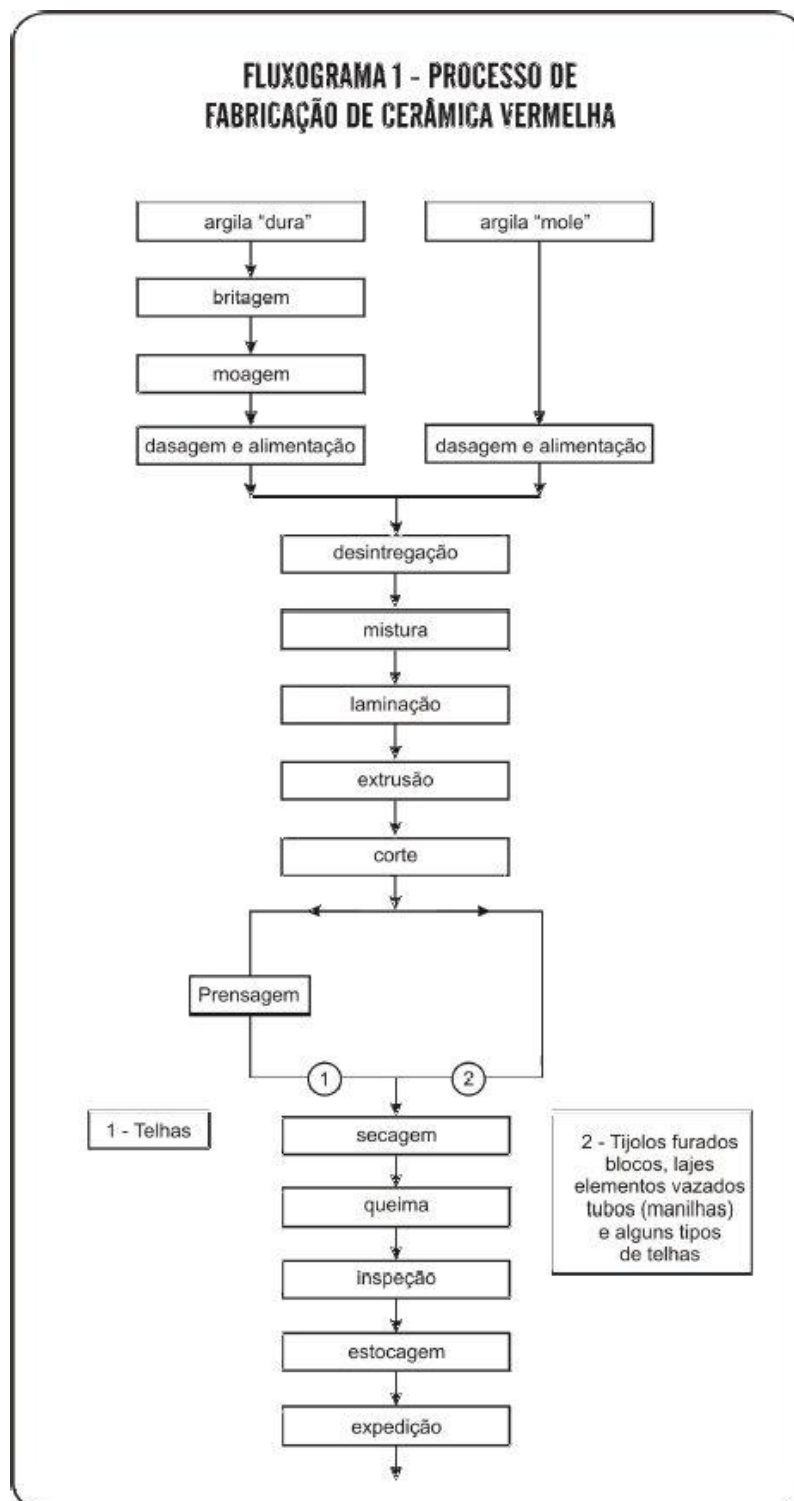 FLUXOGRAMA 1 - PROCESSO DE
FABRICAÇÃO DE CERÂMICA VERMELHA
argila “dura”
argila “mole”
britagem
moagem
dasagem e alimentação
dasagem e alimentação
desintregação
mistura
laminação
extrusão
corte
Prensagem
1
2
1 - Telhas
secagem
2 - Tijolos furados
blocos, lajes
elementos vazados
tubos (manilhas)
e alguns tipos
de telhas
queima
inspeção
estocagem
expedição